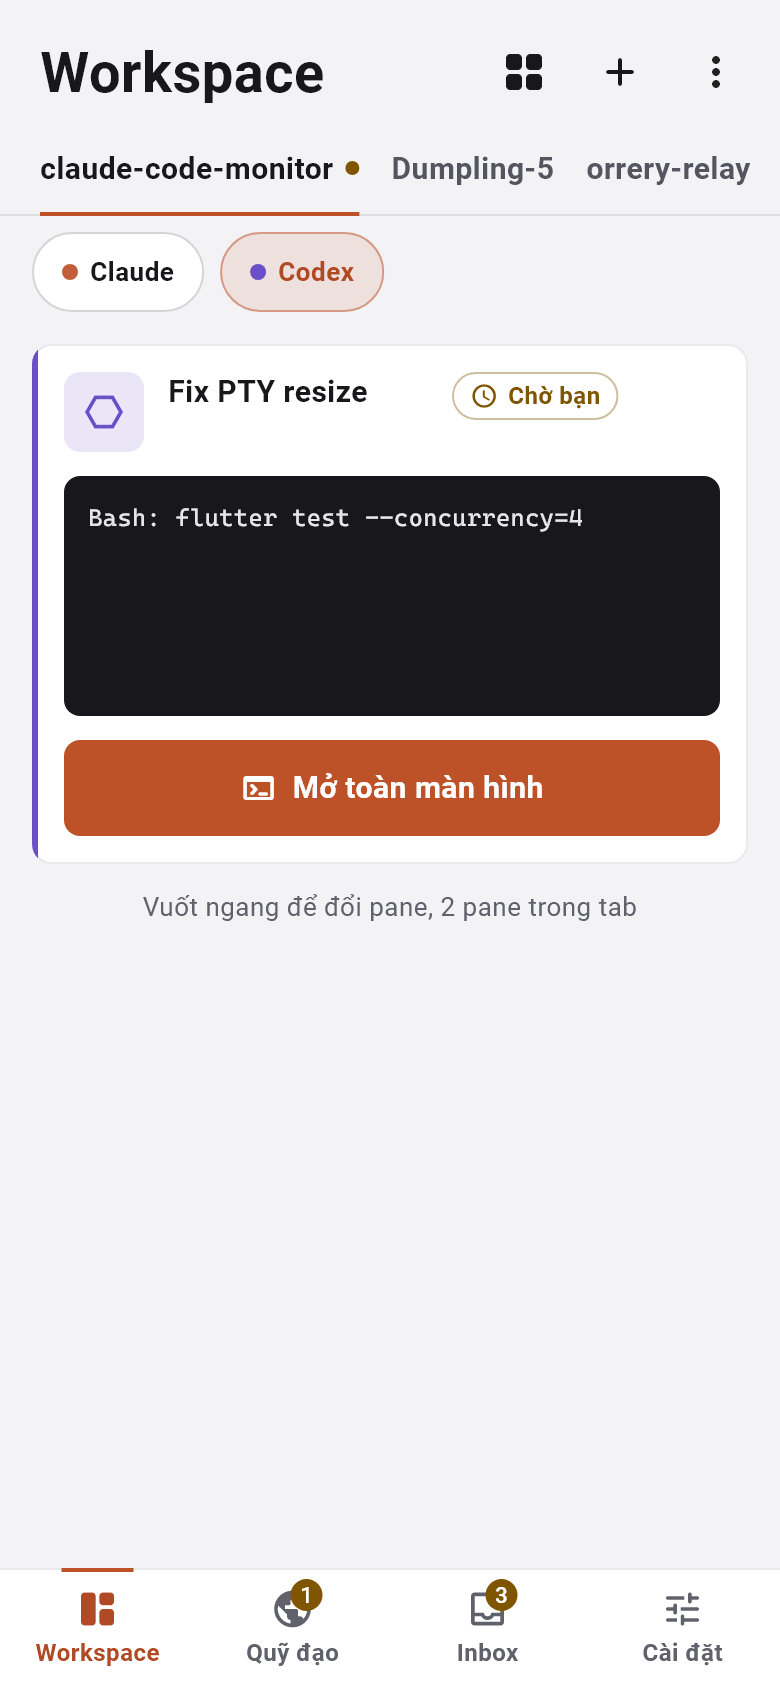 Workspace
claude-code-monitor Dumpling-5 orrery-relay
Claude Codex
Fix PTY resize Chờ bạn
Bash: flutter test --concurrency=4
Mở toàn màn hình
Vuốt ngang để đổi pane, 2 pane trong tab
1 3
Workspace Quỹ đạo Inbox Cài đặt